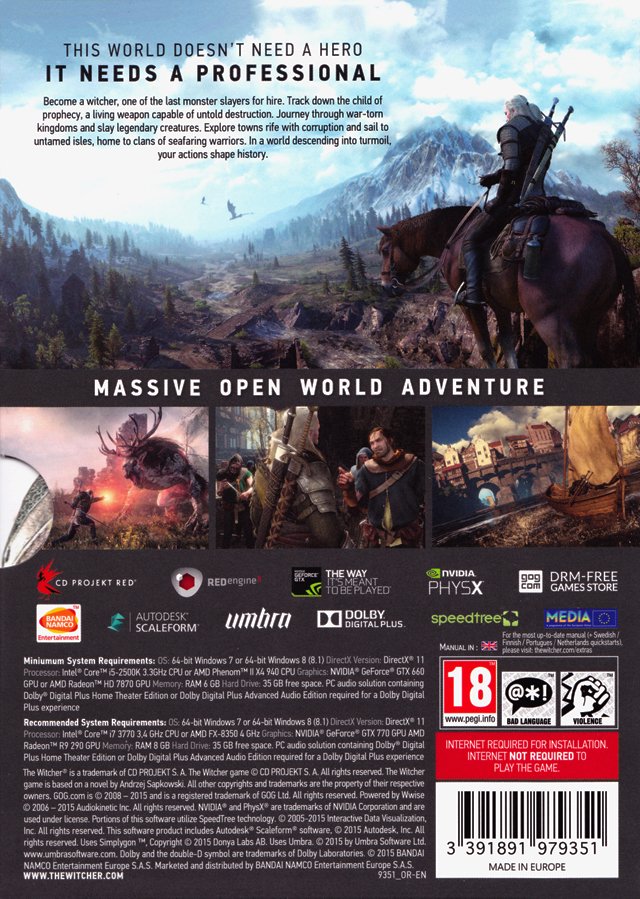 THIS WORLD DOESN'T NEED A HERO
IT NEEDS A PROFESSIONAL
Become a witcher, one of the last monster slayers for hire. Track down the child of
prophecy, a living weapon capable of untold destruction. Journey through war-torn
kingdoms and slay legendary creatures. Explore towns rife with corruption and sail to
untamed isles, home to clans of seafaring warriors. In a world descending into turmoil,
your actions shape history.
MASSIVE OPEN WORLD ADVENTURE
CD PROJEKT RED®
REDengine 3
NVIDIA GEFORCE GTX
THE WAY
IT'S MEANT
TO BE PLAYED™
NVIDIA
PHYSX
gog
com
DRM-FREE
GAMES STORE
BANDAI
NAMCO
Entertainment
AUTODESK®
SCALEFORM®
umbra
DOLBY
DIGITAL PLUS
speedtree
MEDIA
MANUAL IN :
For the most up-to-date manual (+ Swedish /
Finnish / Portugues / Netherlands quickstarts),
please visit: thewitcher.com/extras
Miniumum System Requirements: OS: 64-bit Windows 7 or 64-bit Windows 8 (8.1) DirectX Version: DirectX® 11
Processor: Intel® Core™ i5-2500K 3,3GHz CPU or AMD Phenom™ II X4 940 CPU Graphics: NVIDIA® GeForce® GTX 660
GPU or AMD Radeon™ HD 7870 GPU Memory: RAM 6 GB Hard Drive: 35 GB free space. PC audio solution containing
Dolby® Digital Plus Home Theater Edition or Dolby Digital Plus Advanced Audio Edition required for a Dolby Digital
Plus experience
Recommended System Requirements: OS: 64-bit Windows 7 or 64-bit Windows 8 (8.1) DirectX Version: DirectX® 11
Processor: Intel® Core™ i7 3770 3,4 GHz CPU or AMD FX-8350 4 GHz Graphics: NVIDIA® GeForce® GTX 770 GPU AMD
Radeon™ R9 290 GPU Memory: RAM 8 GB Hard Drive: 35 GB free space. PC audio solution containing Dolby® Digital
Plus Home Theater Edition or Dolby Digital Plus Advanced Audio Edition required for a Dolby Digital Plus experience
The Witcher® is a trademark of CD PROJEKT S. A. The Witcher game © CD PROJEKT S. A. All rights reserved. The Witcher
game is based on a novel by Andrzej Sapkowski. All other copyrights and trademarks are the property of their respective
owners. GOG.com is © 2008 – 2015 and is a registered trademark of GOG Ltd. All rights reserved. Powered by Wwise
© 2006 – 2015 Audiokinetic Inc. All rights reserved. NVIDIA® and PhysX® are trademarks of NVIDIA Corporation and are
used under license. Portions of this software utilize SpeedTree technology. © 2005-2015 Interactive Data Visualization,
Inc. All rights reserved. This software product includes Autodesk® Scaleform® software, © 2015 Autodesk, Inc. All
rights reserved. Uses Simplygon ™, Copyright © 2015 Donya Labs AB. Uses Umbra. © 2015 by Umbra Software Ltd.
www.umbrasoftware.com. Dolby and the double-D symbol are trademarks of Dolby Laboratories. © 2015 BANDAI
NAMCO Entertainment Europe S.A.S. Marketed and distributed by BANDAI NAMCO Entertainment Europe S.A.S.
WWW.THEWITCHER.COM
9351_OR-EN
18
www.pegi.info
@*!
BAD LANGUAGE
VIOLENCE
INTERNET REQUIRED FOR INSTALLATION.
INTERNET NOT REQUIRED TO
PLAY THE GAME.
3 391891 979351
MADE IN EUROPE